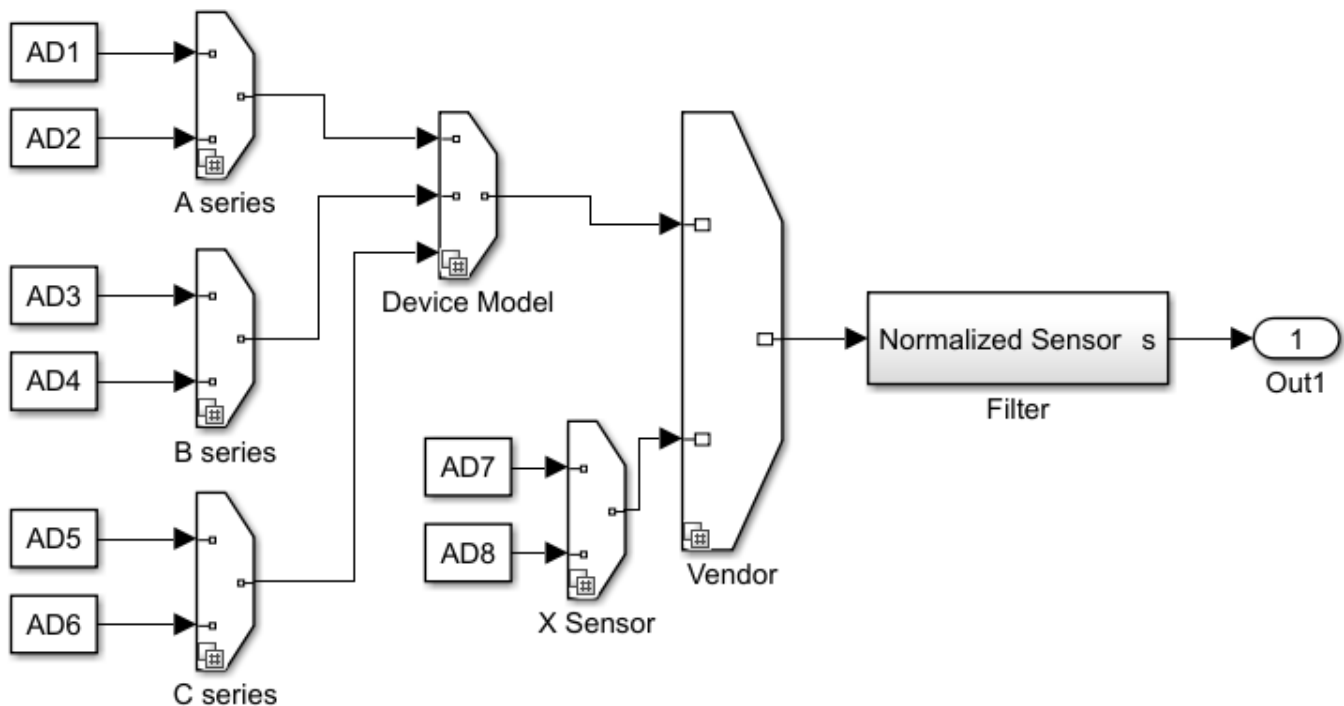 AD1
AD2
A series
AD3
AD4
B series
AD5
AD6
C series
Device Model
AD7
AD8
X Sensor
Vendor
Normalized Sensor s
Filter
1
Out1